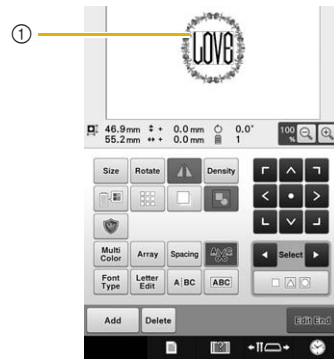 ①
LOVE
46.9mm 0.0mm 0.0°
55.2mm 0.0mm 1
100 %
Size Rotate Density
Multi Color Array Spacing Select
Font Type Letter Edit A BC ABC
Add Delete Edit End